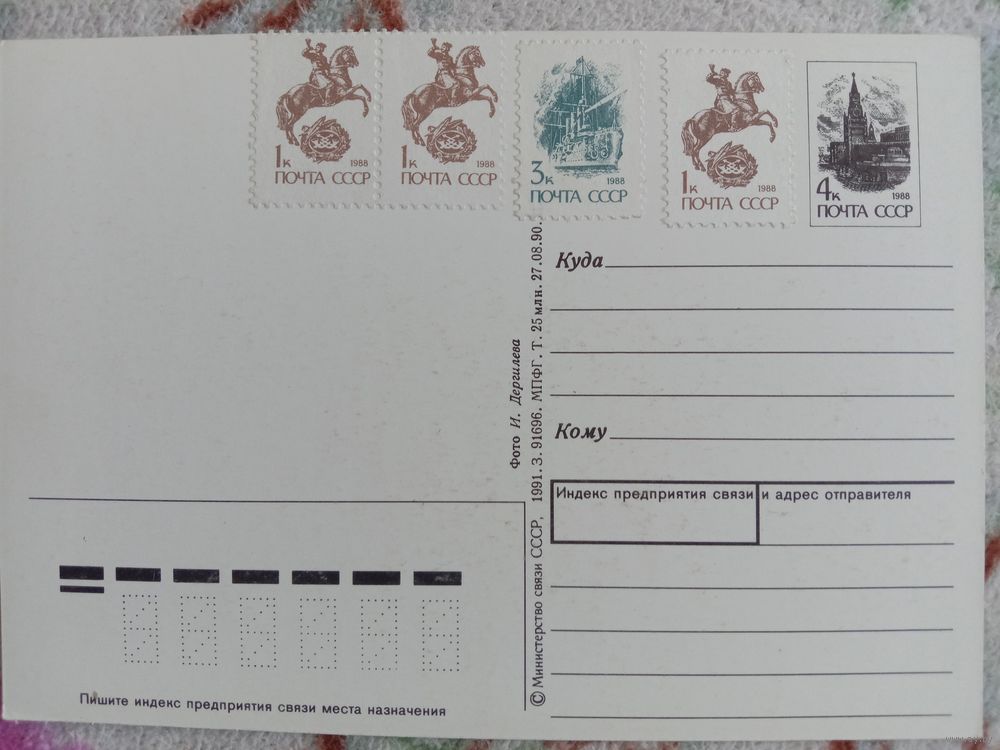 1к 1988
ПОЧТА СССР
1к 1988
ПОЧТА СССР
3к 1988
ПОЧТА СССР
1к 1988
ПОЧТА СССР
4к 1988
ПОЧТА СССР
Куда
Кому
Индекс предприятия связи и адрес отправителя
Фото И. Дергилева
© Министерство связи СССР, 1991. З. 91696. МПФГ. Т. 25 млн. 27.08.90.
Пишите индекс предприятия связи места назначения